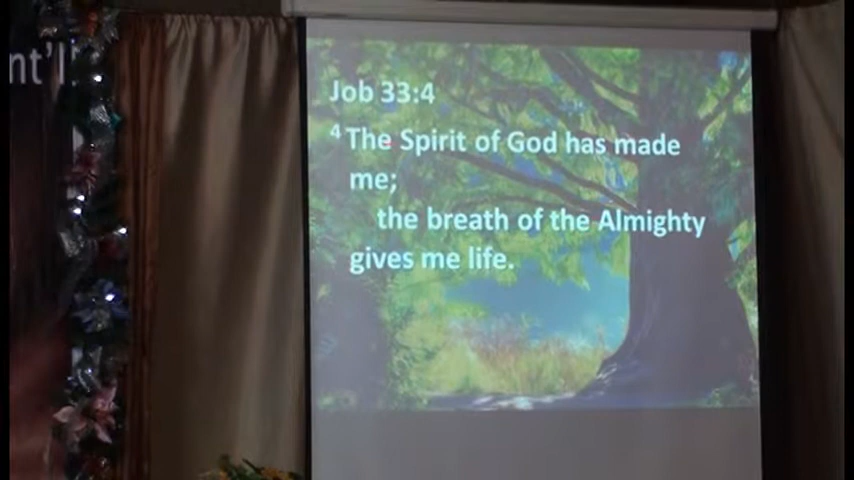 nt'l
Job 33:4
4 The Spirit of God has made
me;
the breath of the Almighty
gives me life.